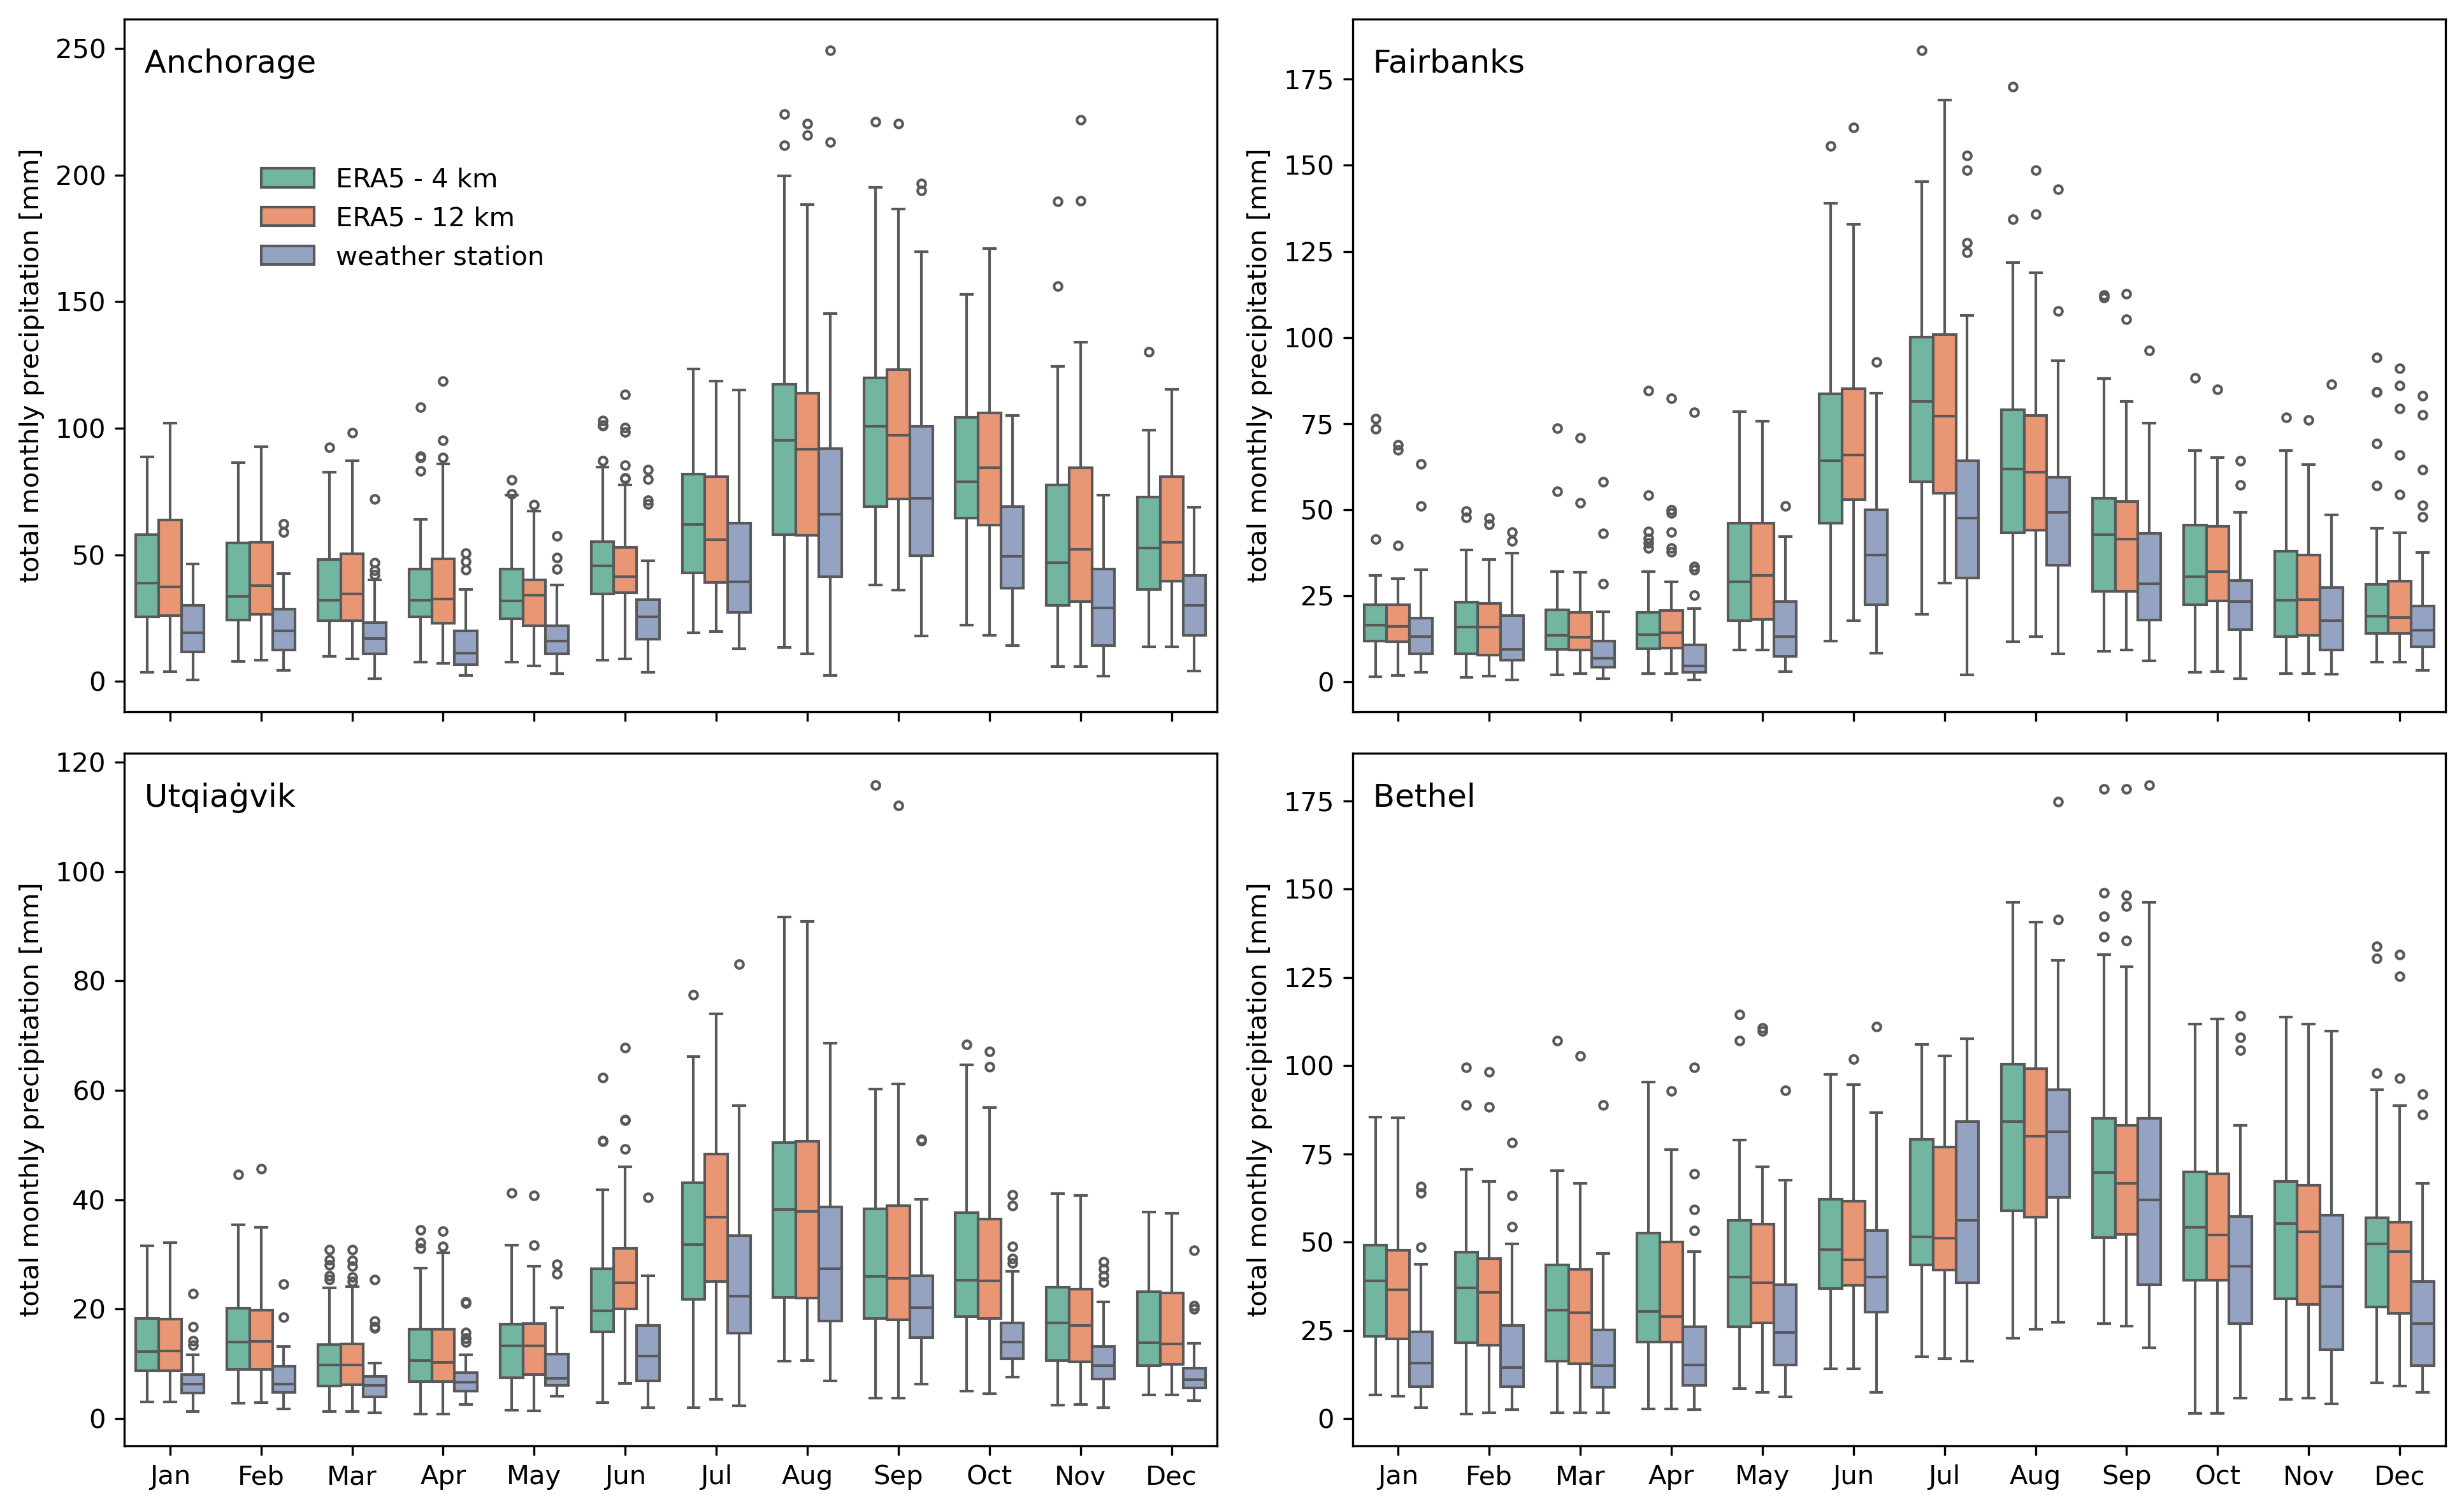 Anchorage
total monthly precipitation [mm]
250
200
150
100
50
0
ERA5 - 4 km
ERA5 - 12 km
weather station
Fairbanks
total monthly precipitation [mm]
175
150
125
100
75
50
25
0
Utqiaġvik
total monthly precipitation [mm]
120
100
80
60
40
20
0
Jan Feb Mar Apr May Jun Jul Aug Sep Oct Nov Dec
Bethel
total monthly precipitation [mm]
175
150
125
100
75
50
25
0
Jan Feb Mar Apr May Jun Jul Aug Sep Oct Nov Dec